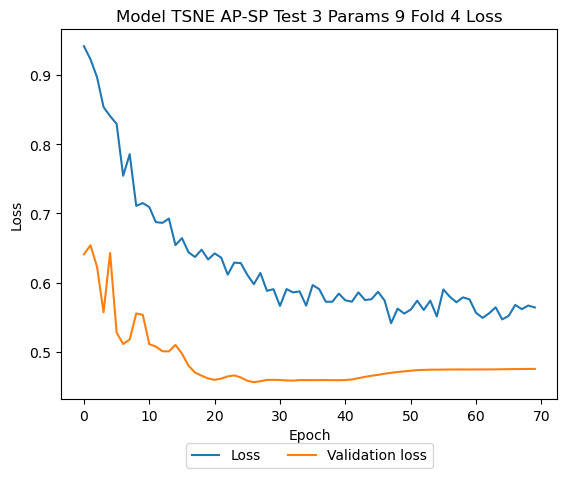 Model TSNE AP-SP Test 3 Params 9 Fold 4 Loss
0.9
0.8
0.7
0.6
0.5
Loss
0 10 20 30 40 50 60 70
Epoch
Loss Validation loss